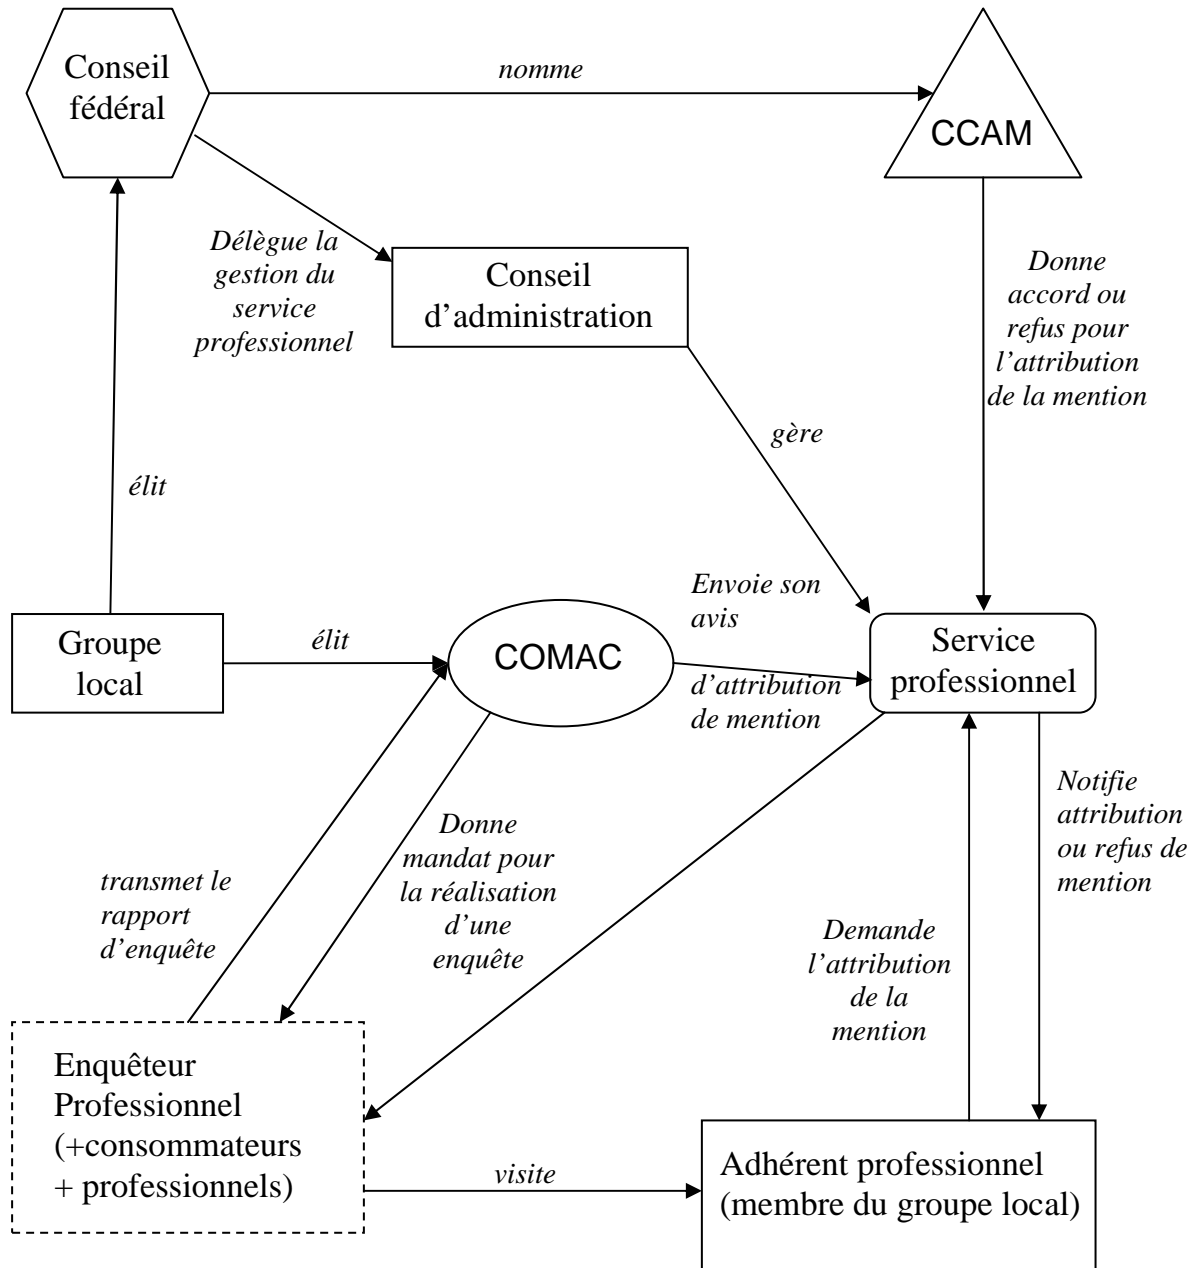 Conseil
fédéral
nomme
CCAM
Délègue la
gestion du
service
professionnel
Conseil
d’administration
Donne
accord ou
refus pour
l’attribution
de la mention
gère
élit
Groupe
local
élit
COMAC
Envoie son
avis
d’attribution
de mention
Service
professionnel
transmet le
rapport
d’enquête
Donne
mandat pour
la réalisation
d’une
enquête
Demande
l’attribution
de la
mention
Notifie
attribution
ou refus de
mention
Enquêteur
Professionnel
(+consommateurs
+ professionnels)
visite
Adhérent professionnel
(membre du groupe local)